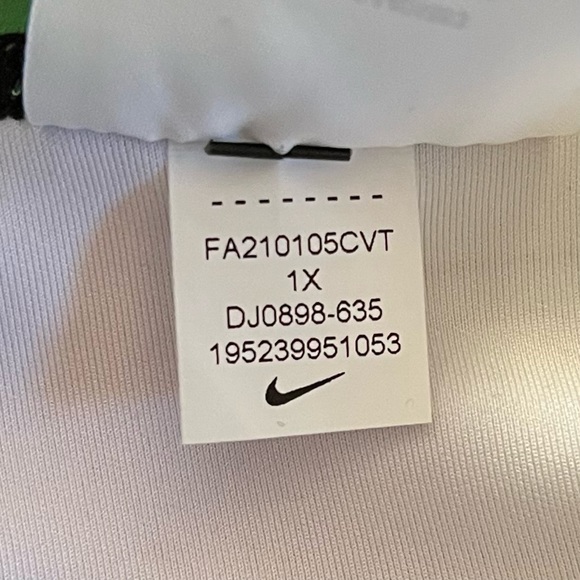 --------
FA210105CVT
1X
DJ0898-635
195239951053